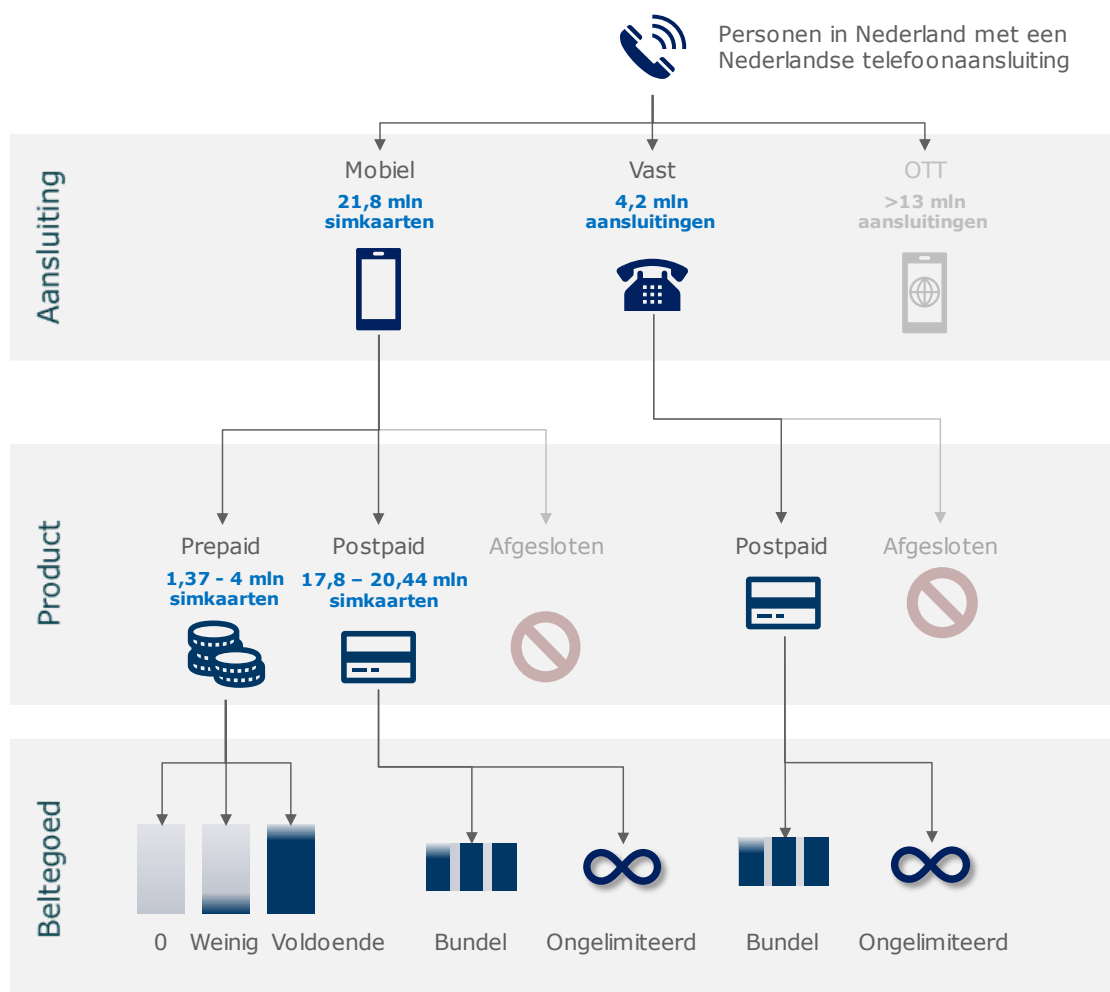 Personen in Nederland met een
Nederlandse telefoonaansluiting
Aansluiting
Mobiel
21,8 mln
simkaarten
Vast
4,2 mln
aansluitingen
OTT
>13 mln
aansluitingen
Product
Prepaid
1,37 - 4 mln
simkaarten
Postpaid
17,8 – 20,44 mln
simkaarten
Afgesloten
Postpaid
Afgesloten
Beltegoed
0
Weinig
Voldoende
Bundel
Ongelimiteerd
Bundel
Ongelimiteerd